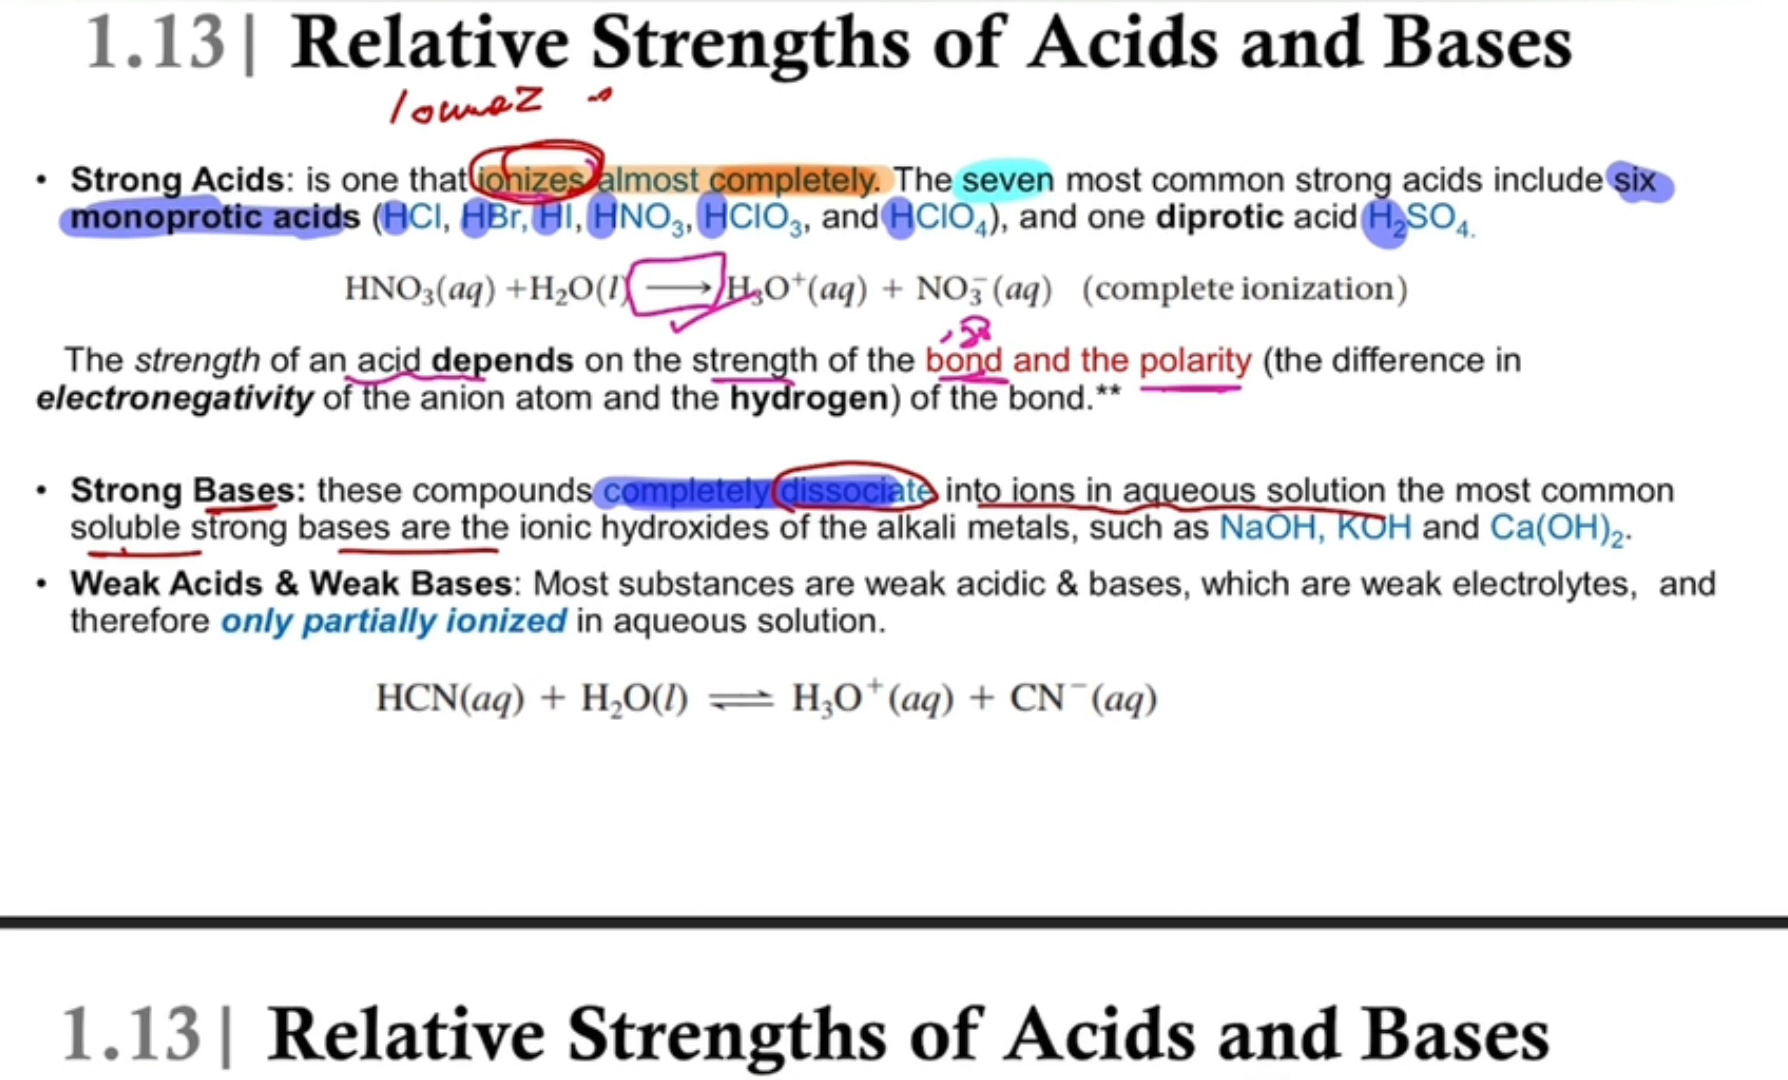 1.13| Relative Strengths of Acids and Bases
• Strong Acids: is one that ionizes almost completely. The seven most common strong acids include six
monoprotic acids (HCl, HBr, HI, HNO₃, HClO₃, and HClO₄), and one diprotic acid H₂SO₄.
HNO₃(aq) +H₂O(l) ⟶ H₃O⁺(aq) + NO₃⁻(aq) (complete ionization)
The strength of an acid depends on the strength of the bond and the polarity (the difference in
electronegativity of the anion atom and the hydrogen) of the bond.**
• Strong Bases: these compounds completely dissociate into ions in aqueous solution the most common
soluble strong bases are the ionic hydroxides of the alkali metals, such as NaOH, KOH and Ca(OH)₂.
• Weak Acids & Weak Bases: Most substances are weak acidic & bases, which are weak electrolytes, and
therefore only partially ionized in aqueous solution.
HCN(aq) + H₂O(l) ⇌ H₃O⁺(aq) + CN⁻(aq)
1.13| Relative Strengths of Acids and Bases